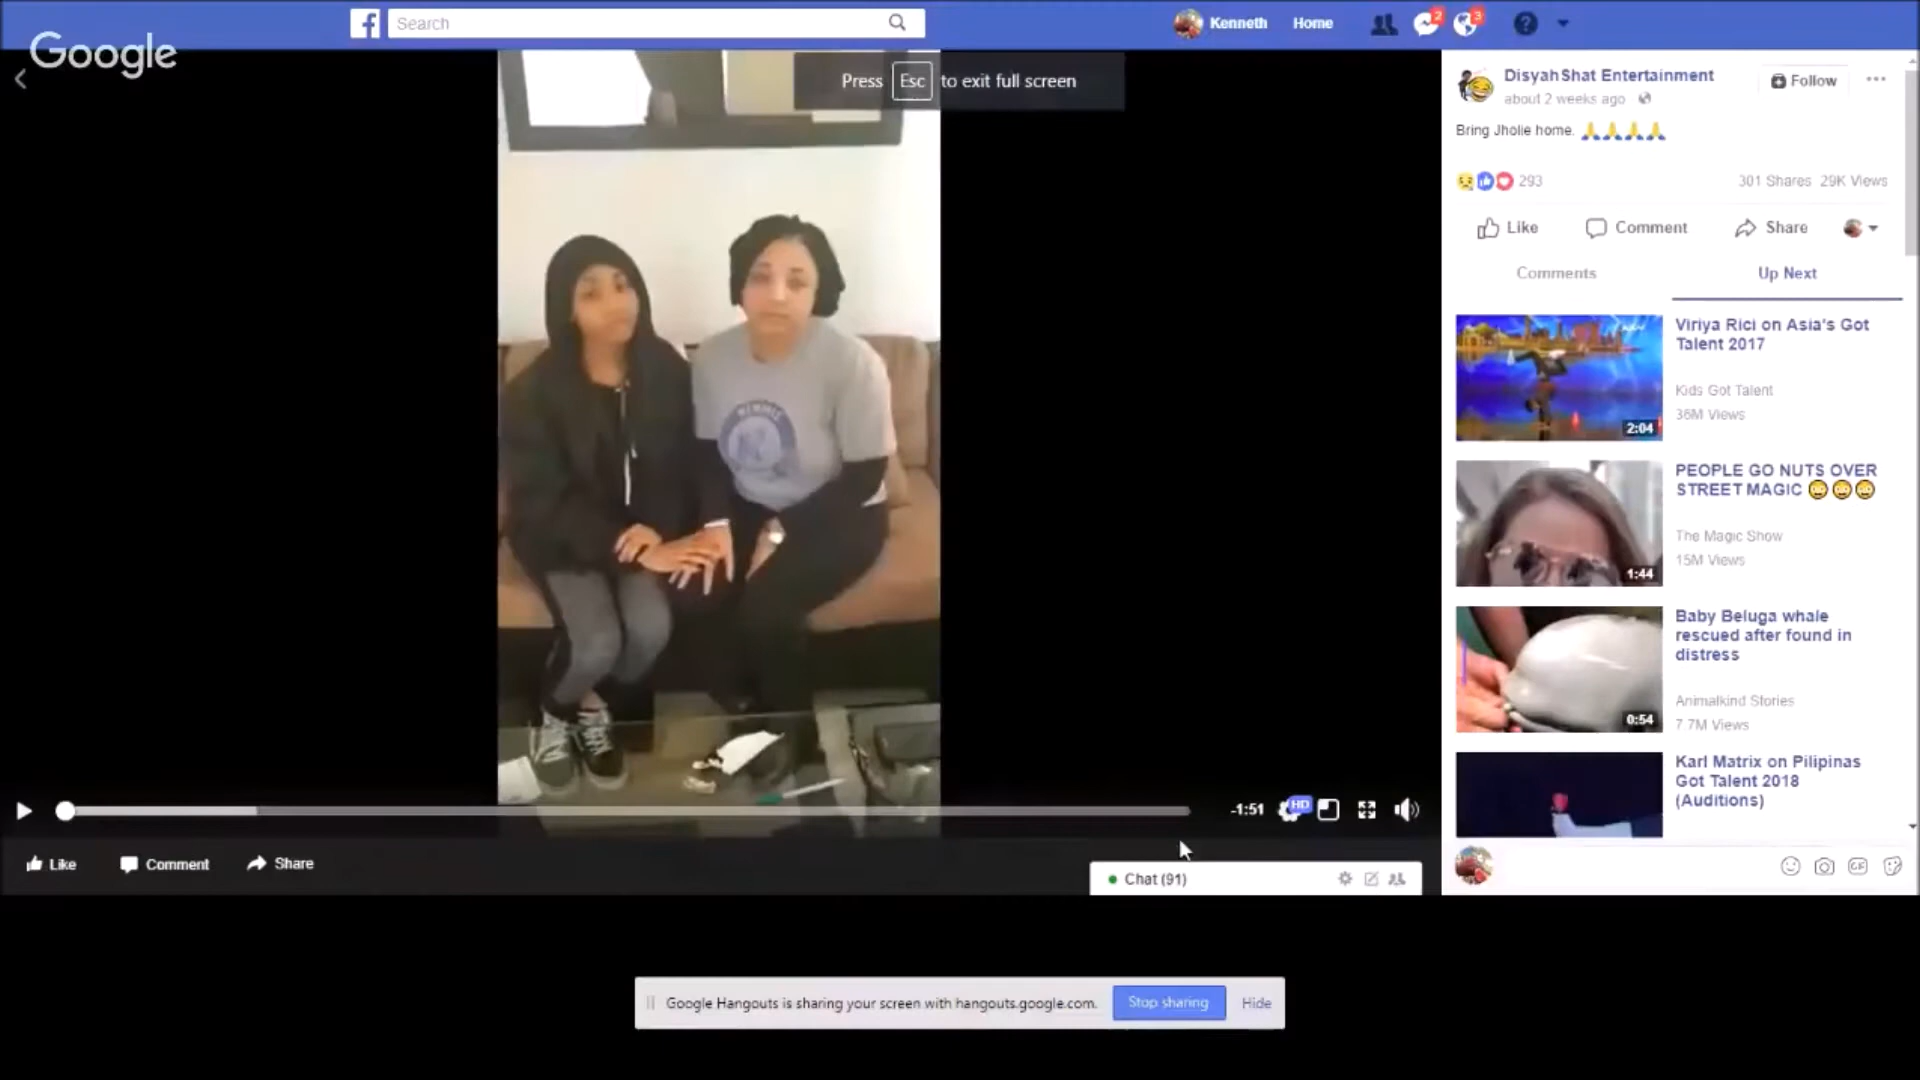 Google
f
Search
Kenneth
Home
2
3
?
Press Esc to exit full screen
DisyahShat Entertainment
about 2 weeks ago
Follow
Bring Jholie home. 🙏🙏🙏🙏
293
301 Shares 29K Views
Like
Comment
Share
Comments
Up Next
2:04
Viriya Rici on Asia's Got
Talent 2017
Kids Got Talent
36M Views
1:44
PEOPLE GO NUTS OVER
STREET MAGIC 😳😳😳
The Magic Show
15M Views
0:54
Baby Beluga whale
rescued after found in
distress
Animalkind Stories
7.7M Views
Karl Matrix on Pilipinas
Got Talent 2018
(Auditions)
-1:51
HD
Like
Comment
Share
Chat (91)
GIF
Google Hangouts is sharing your screen with hangouts.google.com.
Stop sharing
Hide